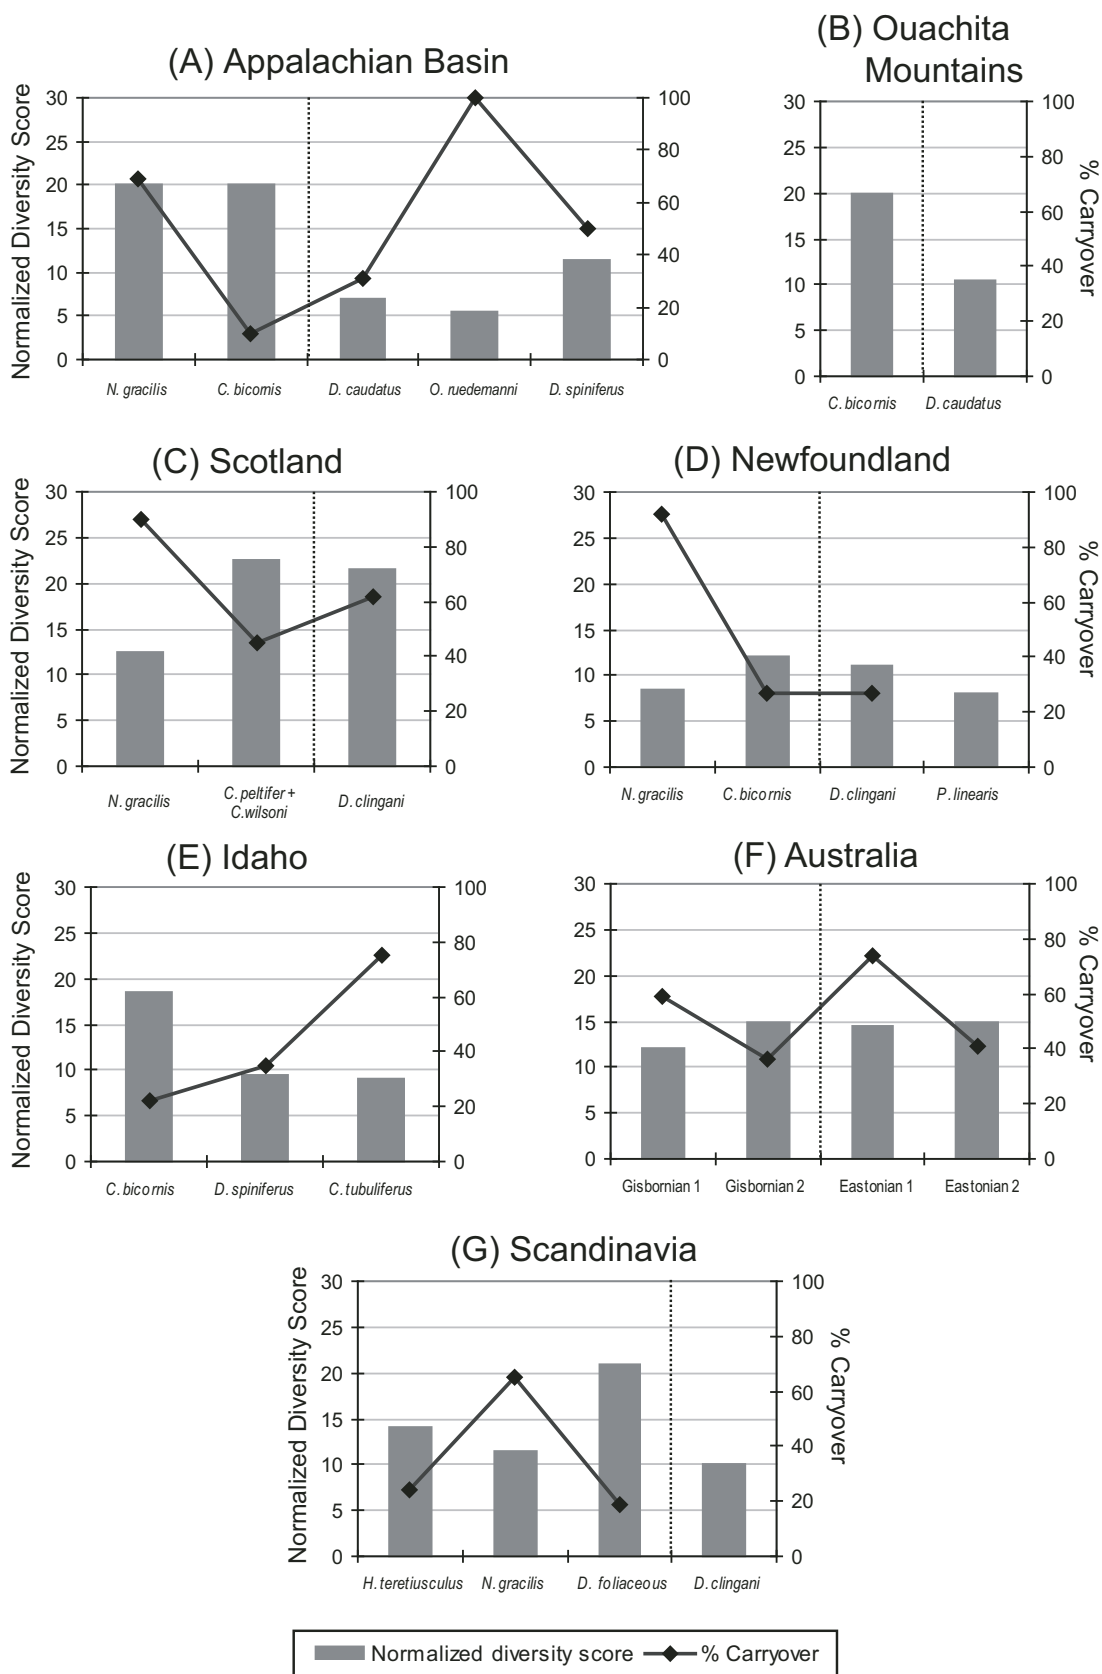 (A) Appalachian Basin
Normalized Diversity Score
30
25
20
15
10
5
0
100
80
60
40
20
0
N. gracilis
C. bicornis
D. caudatus
O. ruedemanni
D. spiniferus
(B) Ouachita
Mountains
30
25
20
15
10
5
0
100
80
60
40
20
0
% Carryover
C. bicornis
D. caudatus
(C) Scotland
Normalized Diversity Score
30
25
20
15
10
5
0
100
80
60
40
20
0
N. gracilis
C. peltifer +
C. wilsoni
D. clingani
(D) Newfoundland
30
25
20
15
10
5
0
100
80
60
40
20
0
% Carryover
N. gracilis
C. bicornis
D. clingani
P. linearis
(E) Idaho
Normalized Diversity Score
30
25
20
15
10
5
0
100
80
60
40
20
0
C. bicornis
D. spiniferus
C. tubuliferus
(F) Australia
30
25
20
15
10
5
0
100
80
60
40
20
0
% Carryover
Gisbornian 1
Gisbornian 2
Eastonian 1
Eastonian 2
(G) Scandinavia
Normalized Diversity Score
30
25
20
15
10
5
0
100
80
60
40
20
0
% Carryover
H. teretiusculus
N. gracilis
D. foliaceous
D. clingani
Normalized diversity score
% Carryover